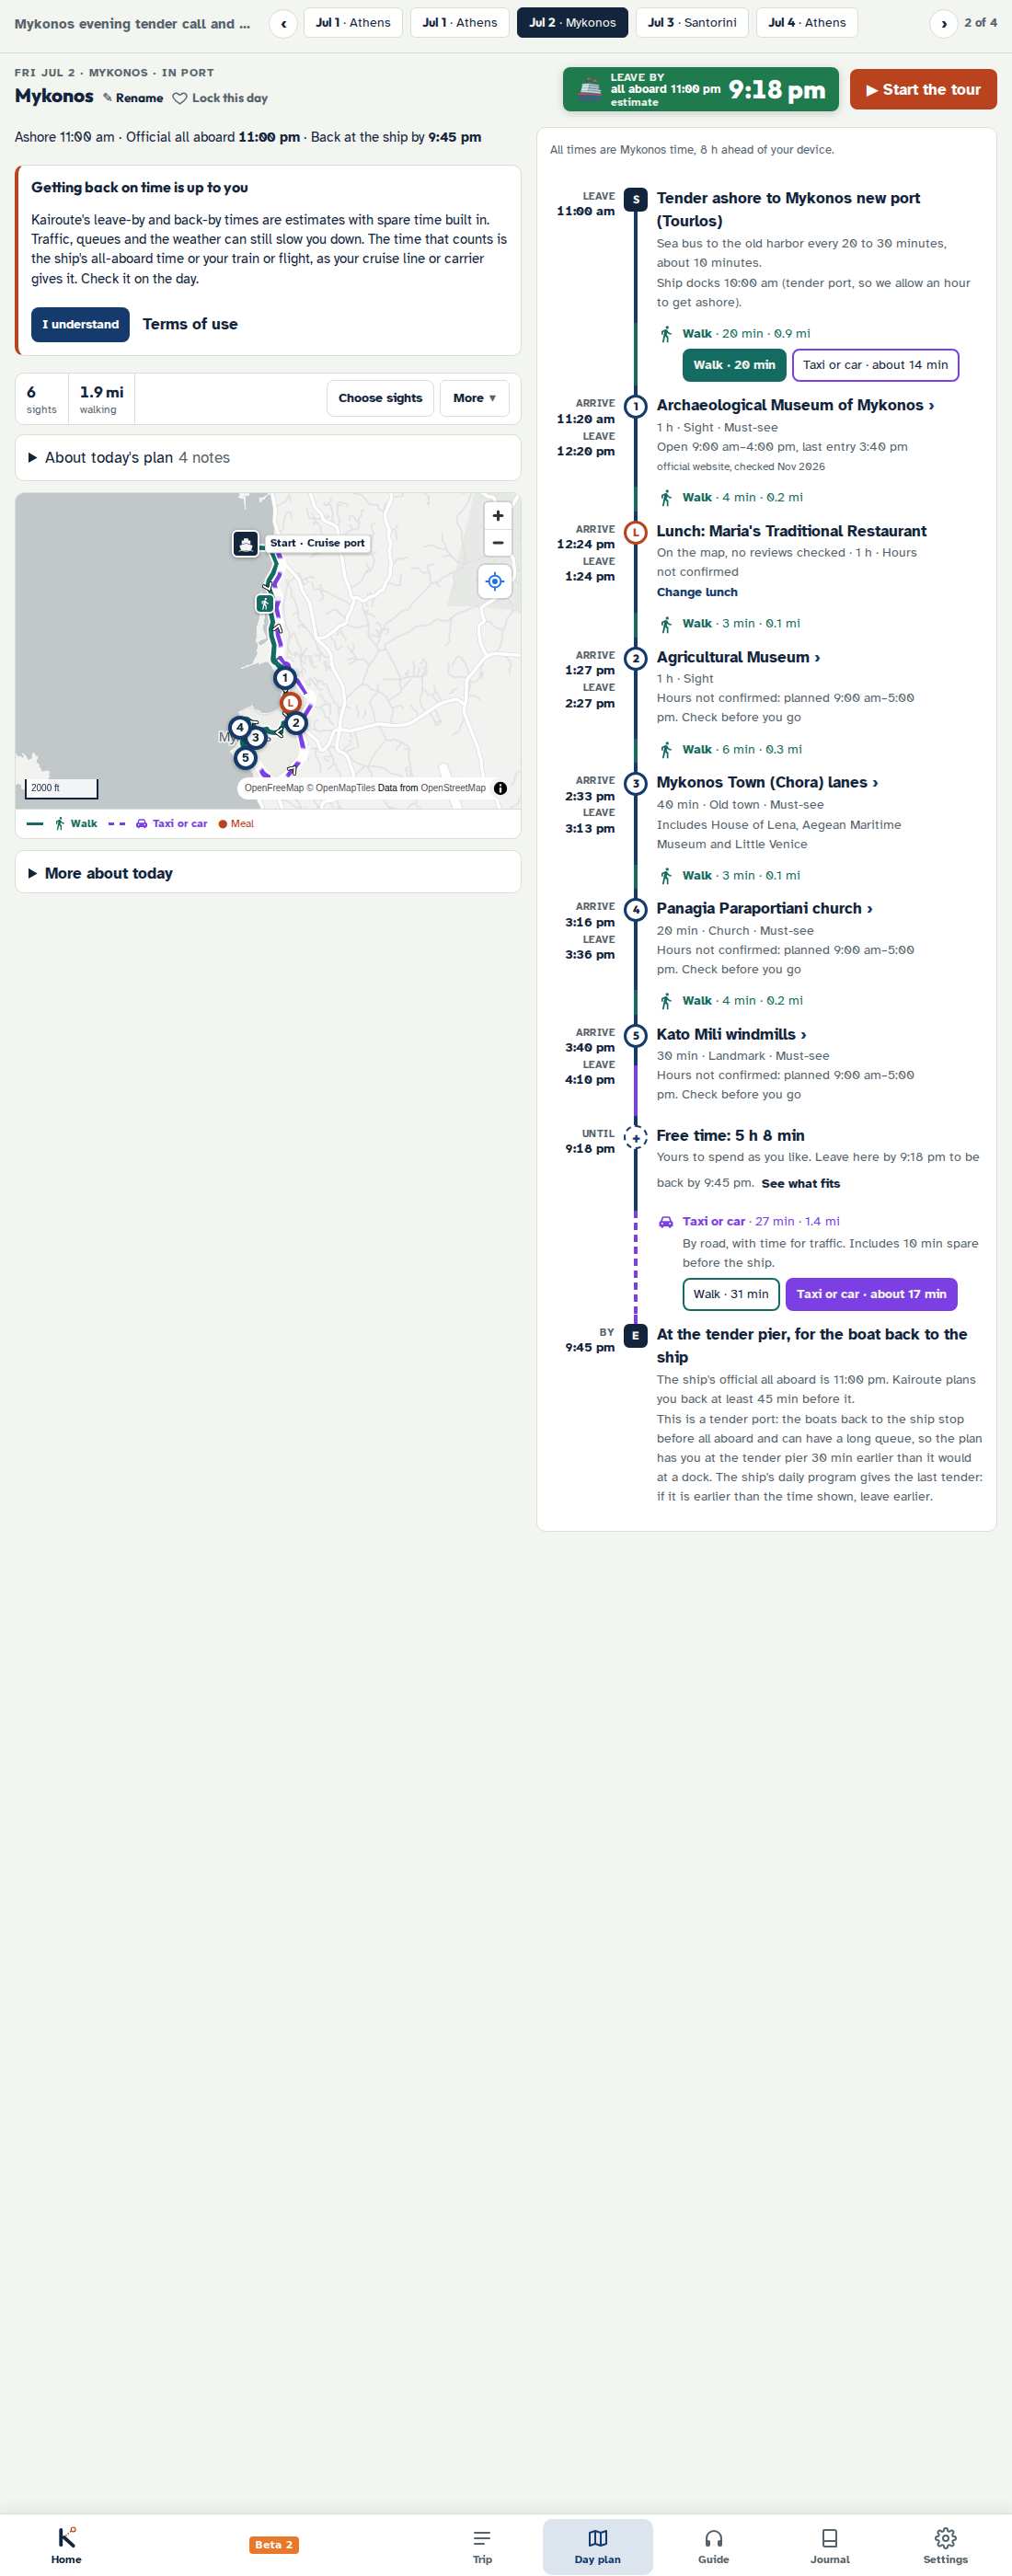 Mykonos evening tender call and ...
‹
Jul 1 · Athens
Jul 1 · Athens
Jul 2 · Mykonos
Jul 3 · Santorini
Jul 4 · Athens
›
2 of 4
FRI JUL 2 · MYKONOS · IN PORT
Mykonos ✎ Rename Lock this day
LEAVE BY
all aboard 11:00 pm
estimate
9:18 pm
▶ Start the tour
Ashore 11:00 am · Official all aboard 11:00 pm · Back at the ship by 9:45 pm
Getting back on time is up to you
Kairoute's leave-by and back-by times are estimates with spare time built in.
Traffic, queues and the weather can still slow you down. The time that counts is
the ship's all-aboard time or your train or flight, as your cruise line or carrier
gives it. Check it on the day.
I understand
Terms of use
6
sights
1.9 mi
walking
Choose sights
More ▼
▶ About today's plan 4 notes
Start · Cruise port
1
L
2
4
3
5
2000 ft
OpenFreeMap © OpenMapTiles Data from OpenStreetMap
Walk
Taxi or car
Meal
▶ More about today
All times are Mykonos time, 8 h ahead of your device.
LEAVE
11:00 am
S
Tender ashore to Mykonos new port
(Tourlos)
Sea bus to the old harbor every 20 to 30 minutes,
about 10 minutes.
Ship docks 10:00 am (tender port, so we allow an hour
to get ashore).
Walk · 20 min · 0.9 mi
Walk · 20 min
Taxi or car · about 14 min
ARRIVE
11:20 am
LEAVE
12:20 pm
1
Archaeological Museum of Mykonos ›
1 h · Sight · Must-see
Open 9:00 am–4:00 pm, last entry 3:40 pm
official website, checked Nov 2026
Walk · 4 min · 0.2 mi
ARRIVE
12:24 pm
LEAVE
1:24 pm
L
Lunch: Maria's Traditional Restaurant
On the map, no reviews checked · 1 h · Hours
not confirmed
Change lunch
Walk · 3 min · 0.1 mi
ARRIVE
1:27 pm
LEAVE
2:27 pm
2
Agricultural Museum ›
1 h · Sight
Hours not confirmed: planned 9:00 am–5:00
pm. Check before you go
Walk · 6 min · 0.3 mi
ARRIVE
2:33 pm
LEAVE
3:13 pm
3
Mykonos Town (Chora) lanes ›
40 min · Old town · Must-see
Includes House of Lena, Aegean Maritime
Museum and Little Venice
Walk · 3 min · 0.1 mi
ARRIVE
3:16 pm
LEAVE
3:36 pm
4
Panagia Paraportiani church ›
20 min · Church · Must-see
Hours not confirmed: planned 9:00 am–5:00
pm. Check before you go
Walk · 4 min · 0.2 mi
ARRIVE
3:40 pm
LEAVE
4:10 pm
5
Kato Mili windmills ›
30 min · Landmark · Must-see
Hours not confirmed: planned 9:00 am–5:00
pm. Check before you go
UNTIL
9:18 pm
+
Free time: 5 h 8 min
Yours to spend as you like. Leave here by 9:18 pm to be
back by 9:45 pm. See what fits
Taxi or car · 27 min · 1.4 mi
By road, with time for traffic. Includes 10 min spare
before the ship.
Walk · 31 min
Taxi or car · about 17 min
BY
9:45 pm
E
At the tender pier, for the boat back to the
ship
The ship's official all aboard is 11:00 pm. Kairoute plans
you back at least 45 min before it.
This is a tender port: the boats back to the ship stop
before all aboard and can have a long queue, so the plan
has you at the tender pier 30 min earlier than it would
at a dock. The ship's daily program gives the last tender:
if it is earlier than the time shown, leave earlier.
Home
Beta 2
Trip
Day plan
Guide
Journal
Settings